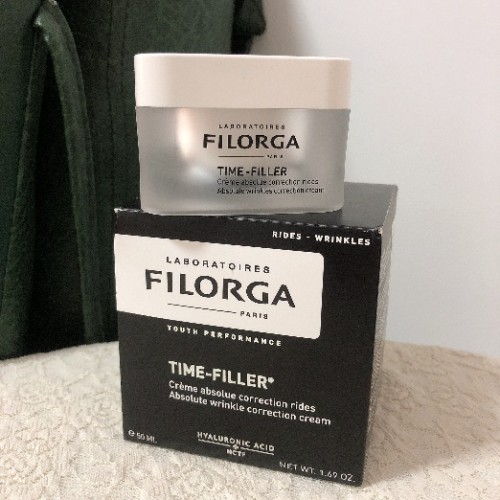 LABORATOIRES
FILORGA
PARIS
TIME-FILLER
Crème absolue correction rides
Absolute wrinkles correction cream
RIDES - WRINKLES
LABORATOIRES
FILORGA
PARIS
YOUTH PERFORMANCE
TIME-FILLER®
Crème absolue correction rides
Absolute wrinkle correction cream
HYALURONIC ACID
+
NCTF
e 50 ML
NET WT. 1.69 OZ.